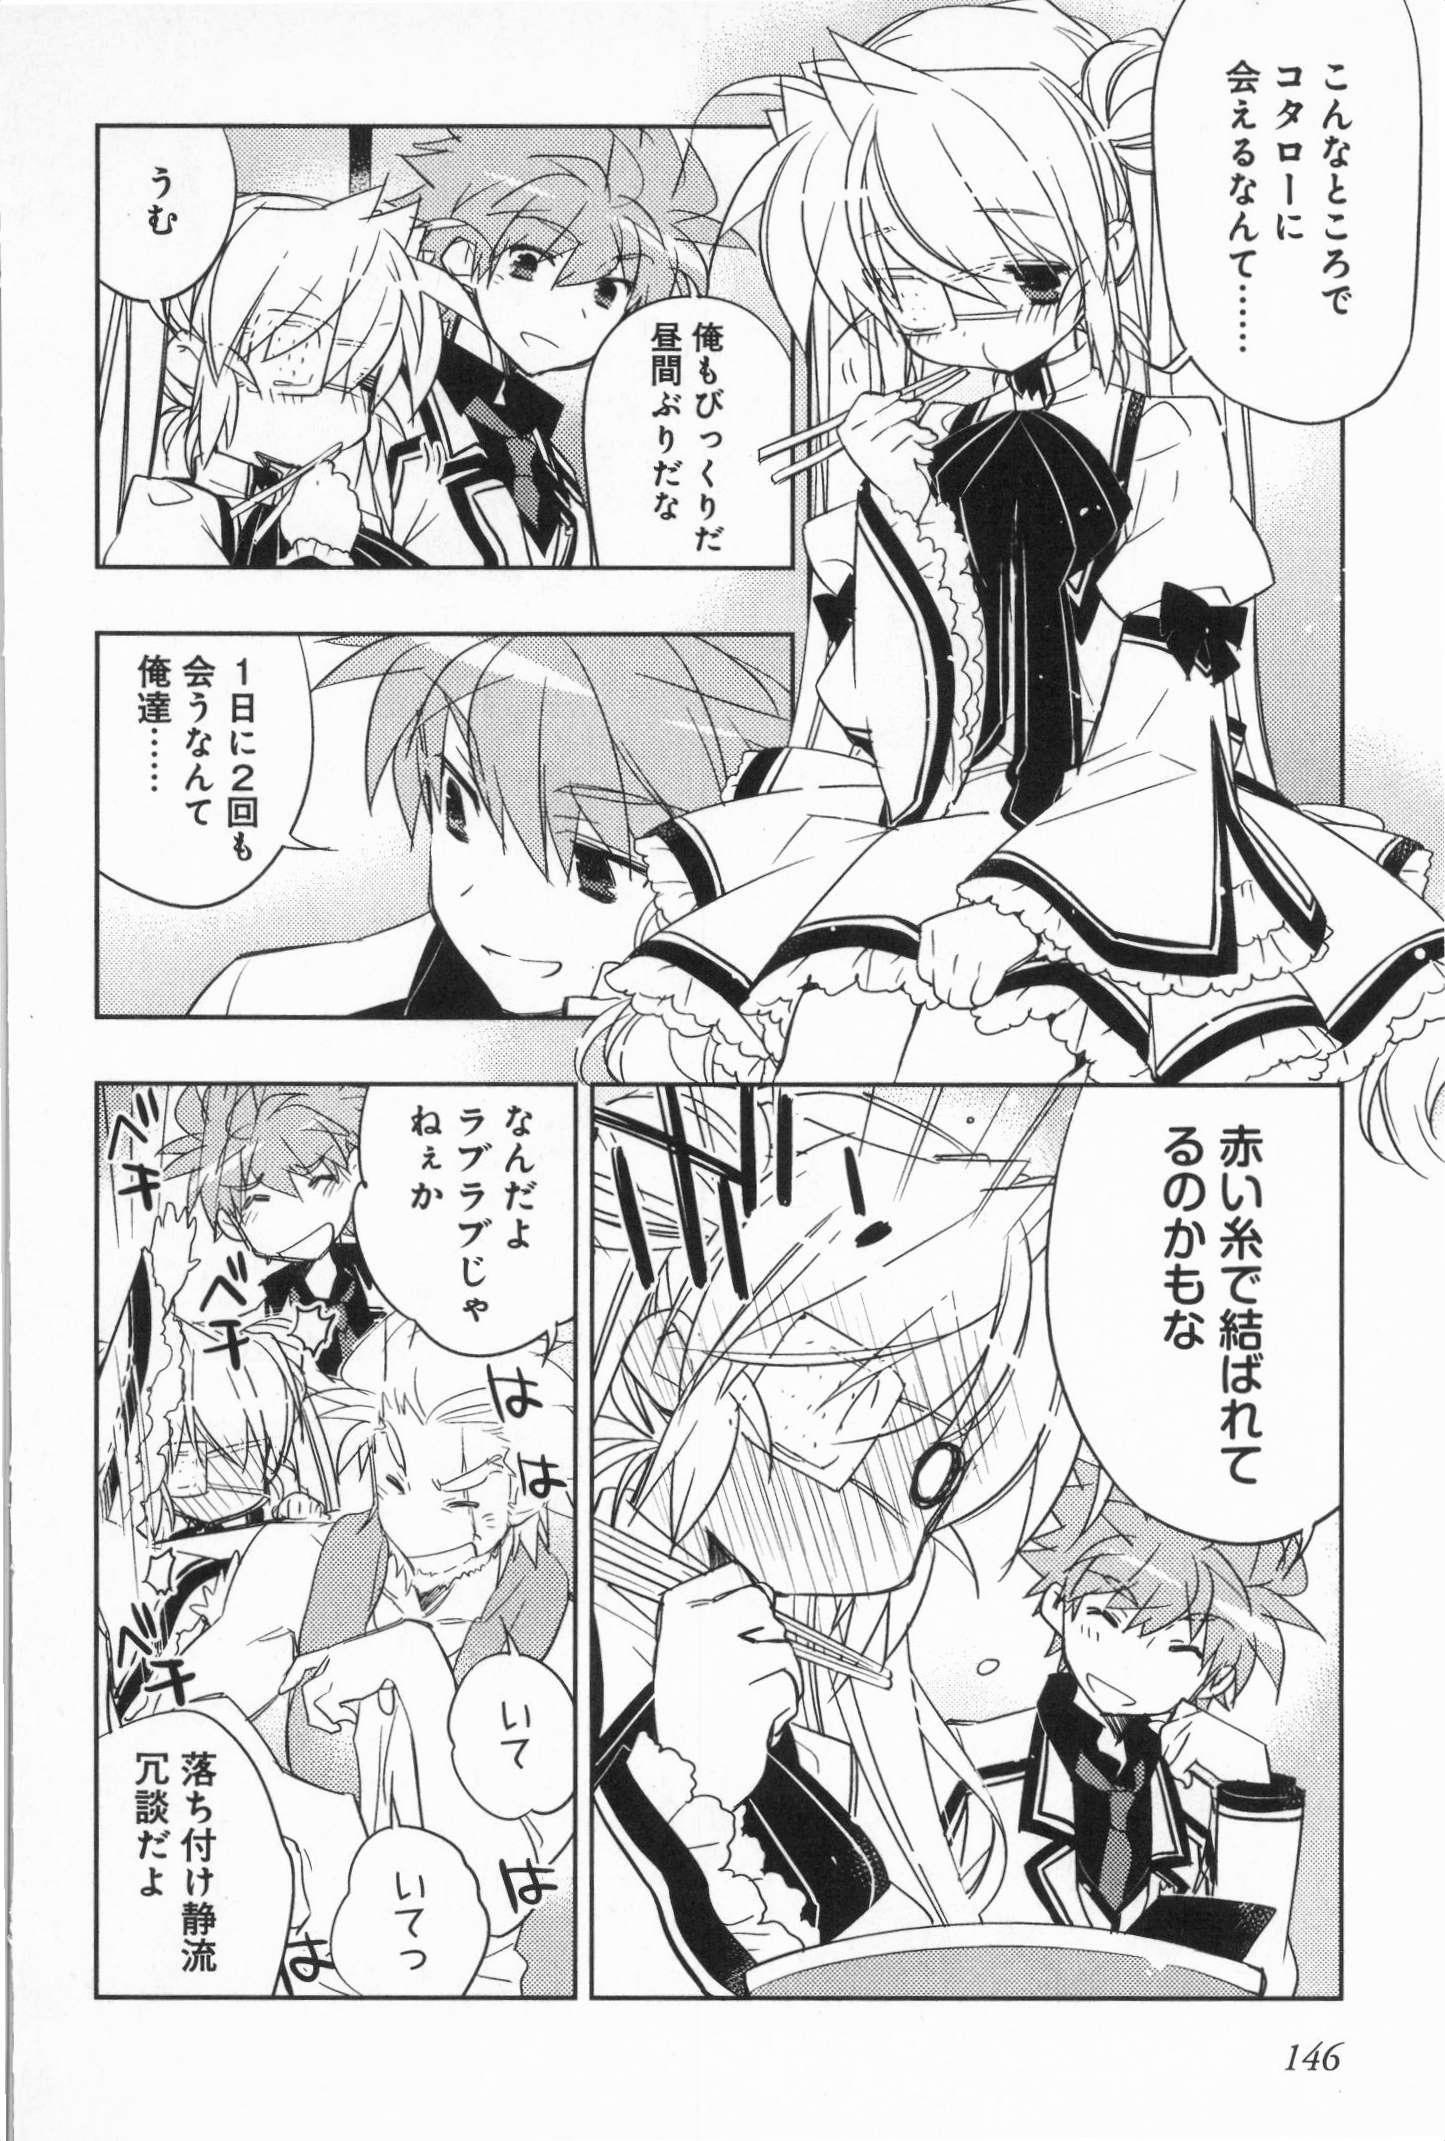 こんなところで
コタローに
会えるなんて……
俺もびっくりだ
昼間ぶりだな
うむ
1日に2回も
会うなんて
俺達……
赤い糸で結ばれて
るのかもな
なんだよ
ラブラブじゃ
ねぇか
ベキ
ベキ
ベキ
はは
はは
いて
いてっ
落ち付け静流
冗談だよ
146